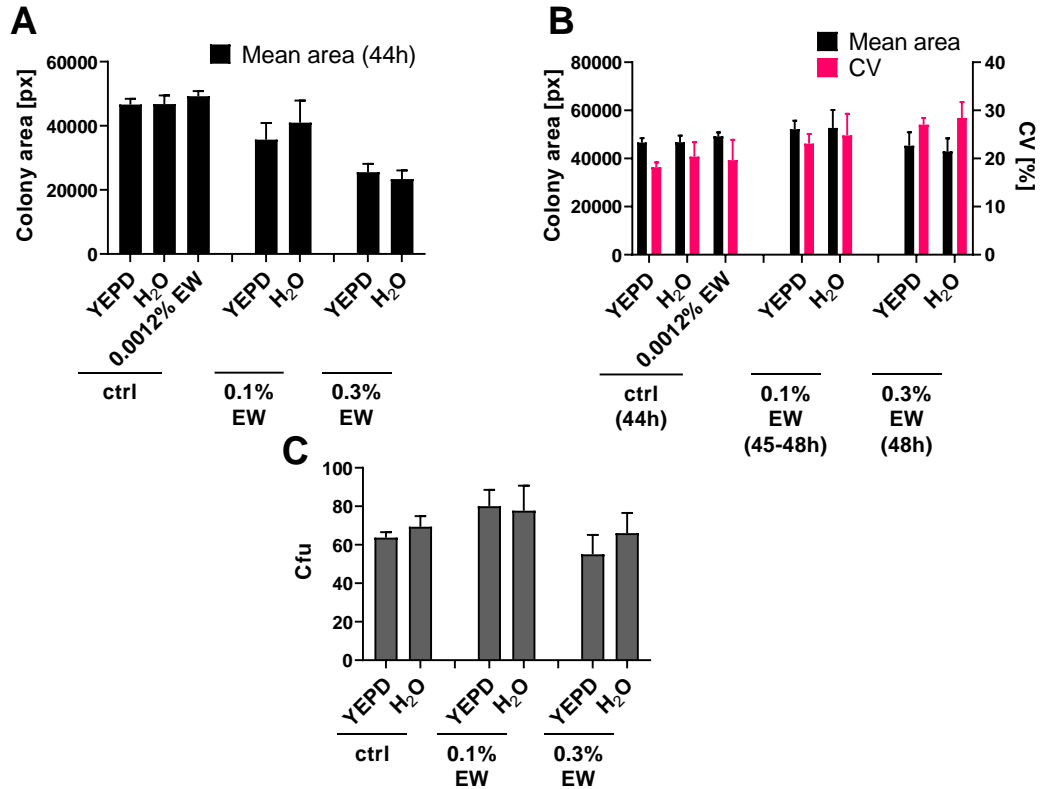 A
Mean area (44h)
Colony area [px]
60000
40000
20000
0
YEPD
H₂O
0.0012% EW
YEPD
H₂O
YEPD
H₂O
ctrl
0.1%
EW
0.3%
EW
B
Mean area
CV
Colony area [px]
80000
60000
40000
20000
0
CV [%]
40
30
20
10
0
YEPD
H₂O
0.0012% EW
YEPD
H₂O
YEPD
H₂O
ctrl
(44h)
0.1%
EW
(45-48h)
0.3%
EW
(48h)
C
Cfu
100
80
60
40
20
0
YEPD
H₂O
YEPD
H₂O
YEPD
H₂O
ctrl
0.1%
EW
0.3%
EW